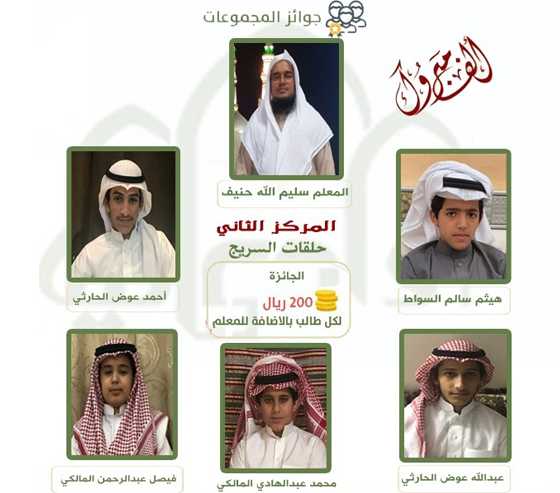 جوائز المجموعات
ألف مبروك
المعلم سليم الله حنيف
أحمد عوض الحارثي
المركز الثاني
حلقات السريج
هيثم سالم السواط
الجائزة
200 ريال
لكل طالب بالاضافة للمعلم
فيصل عبدالرحمن المالكي
محمد عبدالهادي المالكي
عبدالله عوض الحارثي